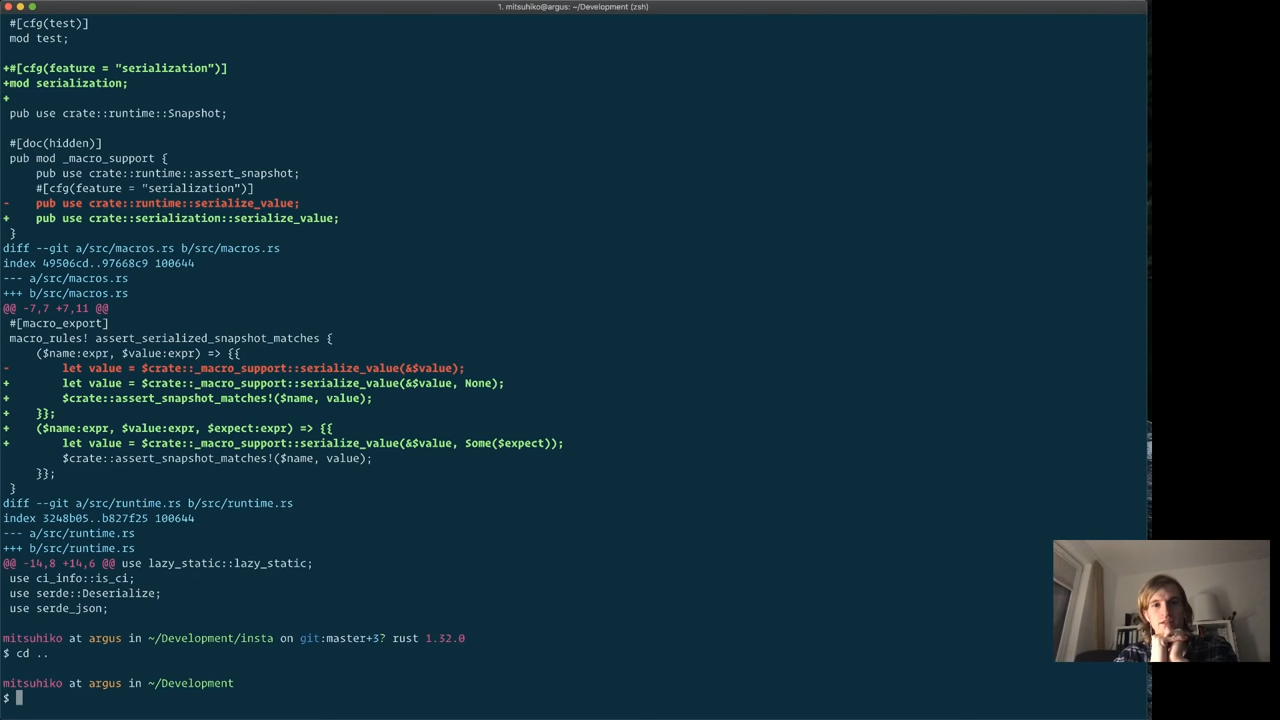 1. mitsuhiko@argus: ~/Development (zsh)
#[cfg(test)]
mod test;
+#[cfg(feature = "serialization")]
+mod serialization;
+
pub use crate::runtime::Snapshot;
#[doc(hidden)]
pub mod _macro_support {
pub use crate::runtime::assert_snapshot;
#[cfg(feature = "serialization")]
- pub use crate::runtime::serialize_value;
+ pub use crate::serialization::serialize_value;
}
diff --git a/src/macros.rs b/src/macros.rs
index 49506cd..97668c9 100644
--- a/src/macros.rs
+++ b/src/macros.rs
@@ -7,7 +7,11 @@
#[macro_export]
macro_rules! assert_serialized_snapshot_matches {
($name:expr, $value:expr) => {{
- let value = $crate::_macro_support::serialize_value(&$value);
+ let value = $crate::_macro_support::serialize_value(&$value, None);
+ $crate::assert_snapshot_matches!($name, value);
+ }};
+ ($name:expr, $value:expr, $expect:expr) => {{
+ let value = $crate::_macro_support::serialize_value(&$value, Some($expect));
$crate::assert_snapshot_matches!($name, value);
}};
}
diff --git a/src/runtime.rs b/src/runtime.rs
index 3248b05..b827f25 100644
--- a/src/runtime.rs
+++ b/src/runtime.rs
@@ -14,8 +14,6 @@ use lazy_static::lazy_static;
use ci_info::is_ci;
use serde::Deserialize;
use serde_json;
mitsuhiko at argus in ~/Development/insta on git:master+3? rust 1.32.0
$ cd ..
mitsuhiko at argus in ~/Development
$